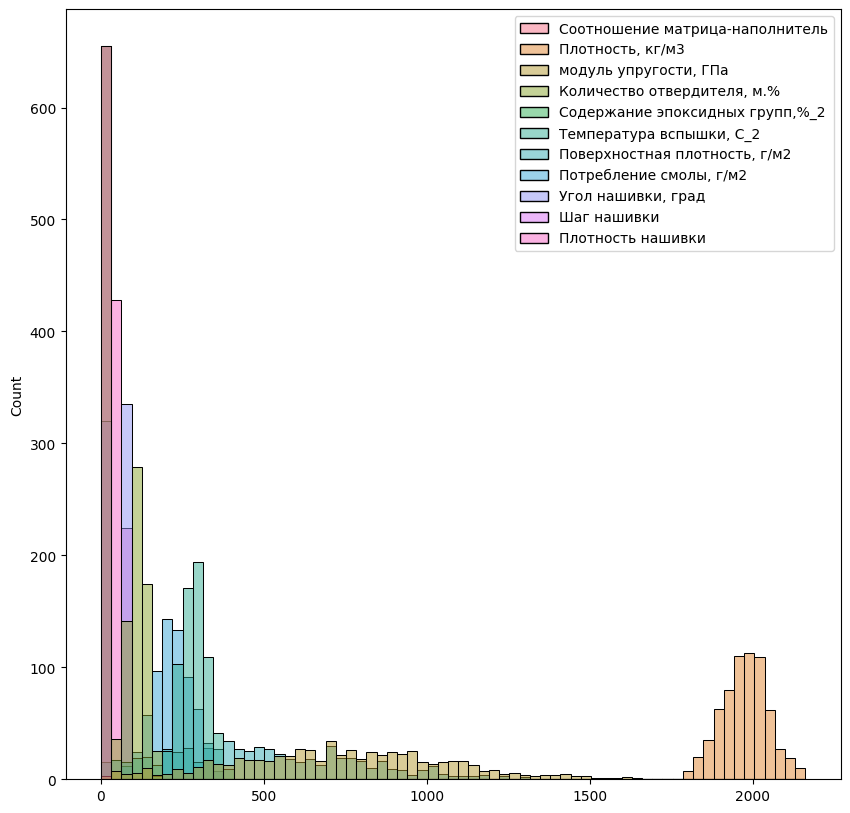 Соотношение матрица-наполнитель
Плотность, кг/м3
модуль упругости, ГПа
Количество отвердителя, м.%
Содержание эпоксидных групп,%_2
Температура вспышки, С_2
Поверхностная плотность, г/м2
Потребление смолы, г/м2
Угол нашивки, град
Шаг нашивки
Плотность нашивки
600
500
400
300
200
100
0
Count
0 500 1000 1500 2000